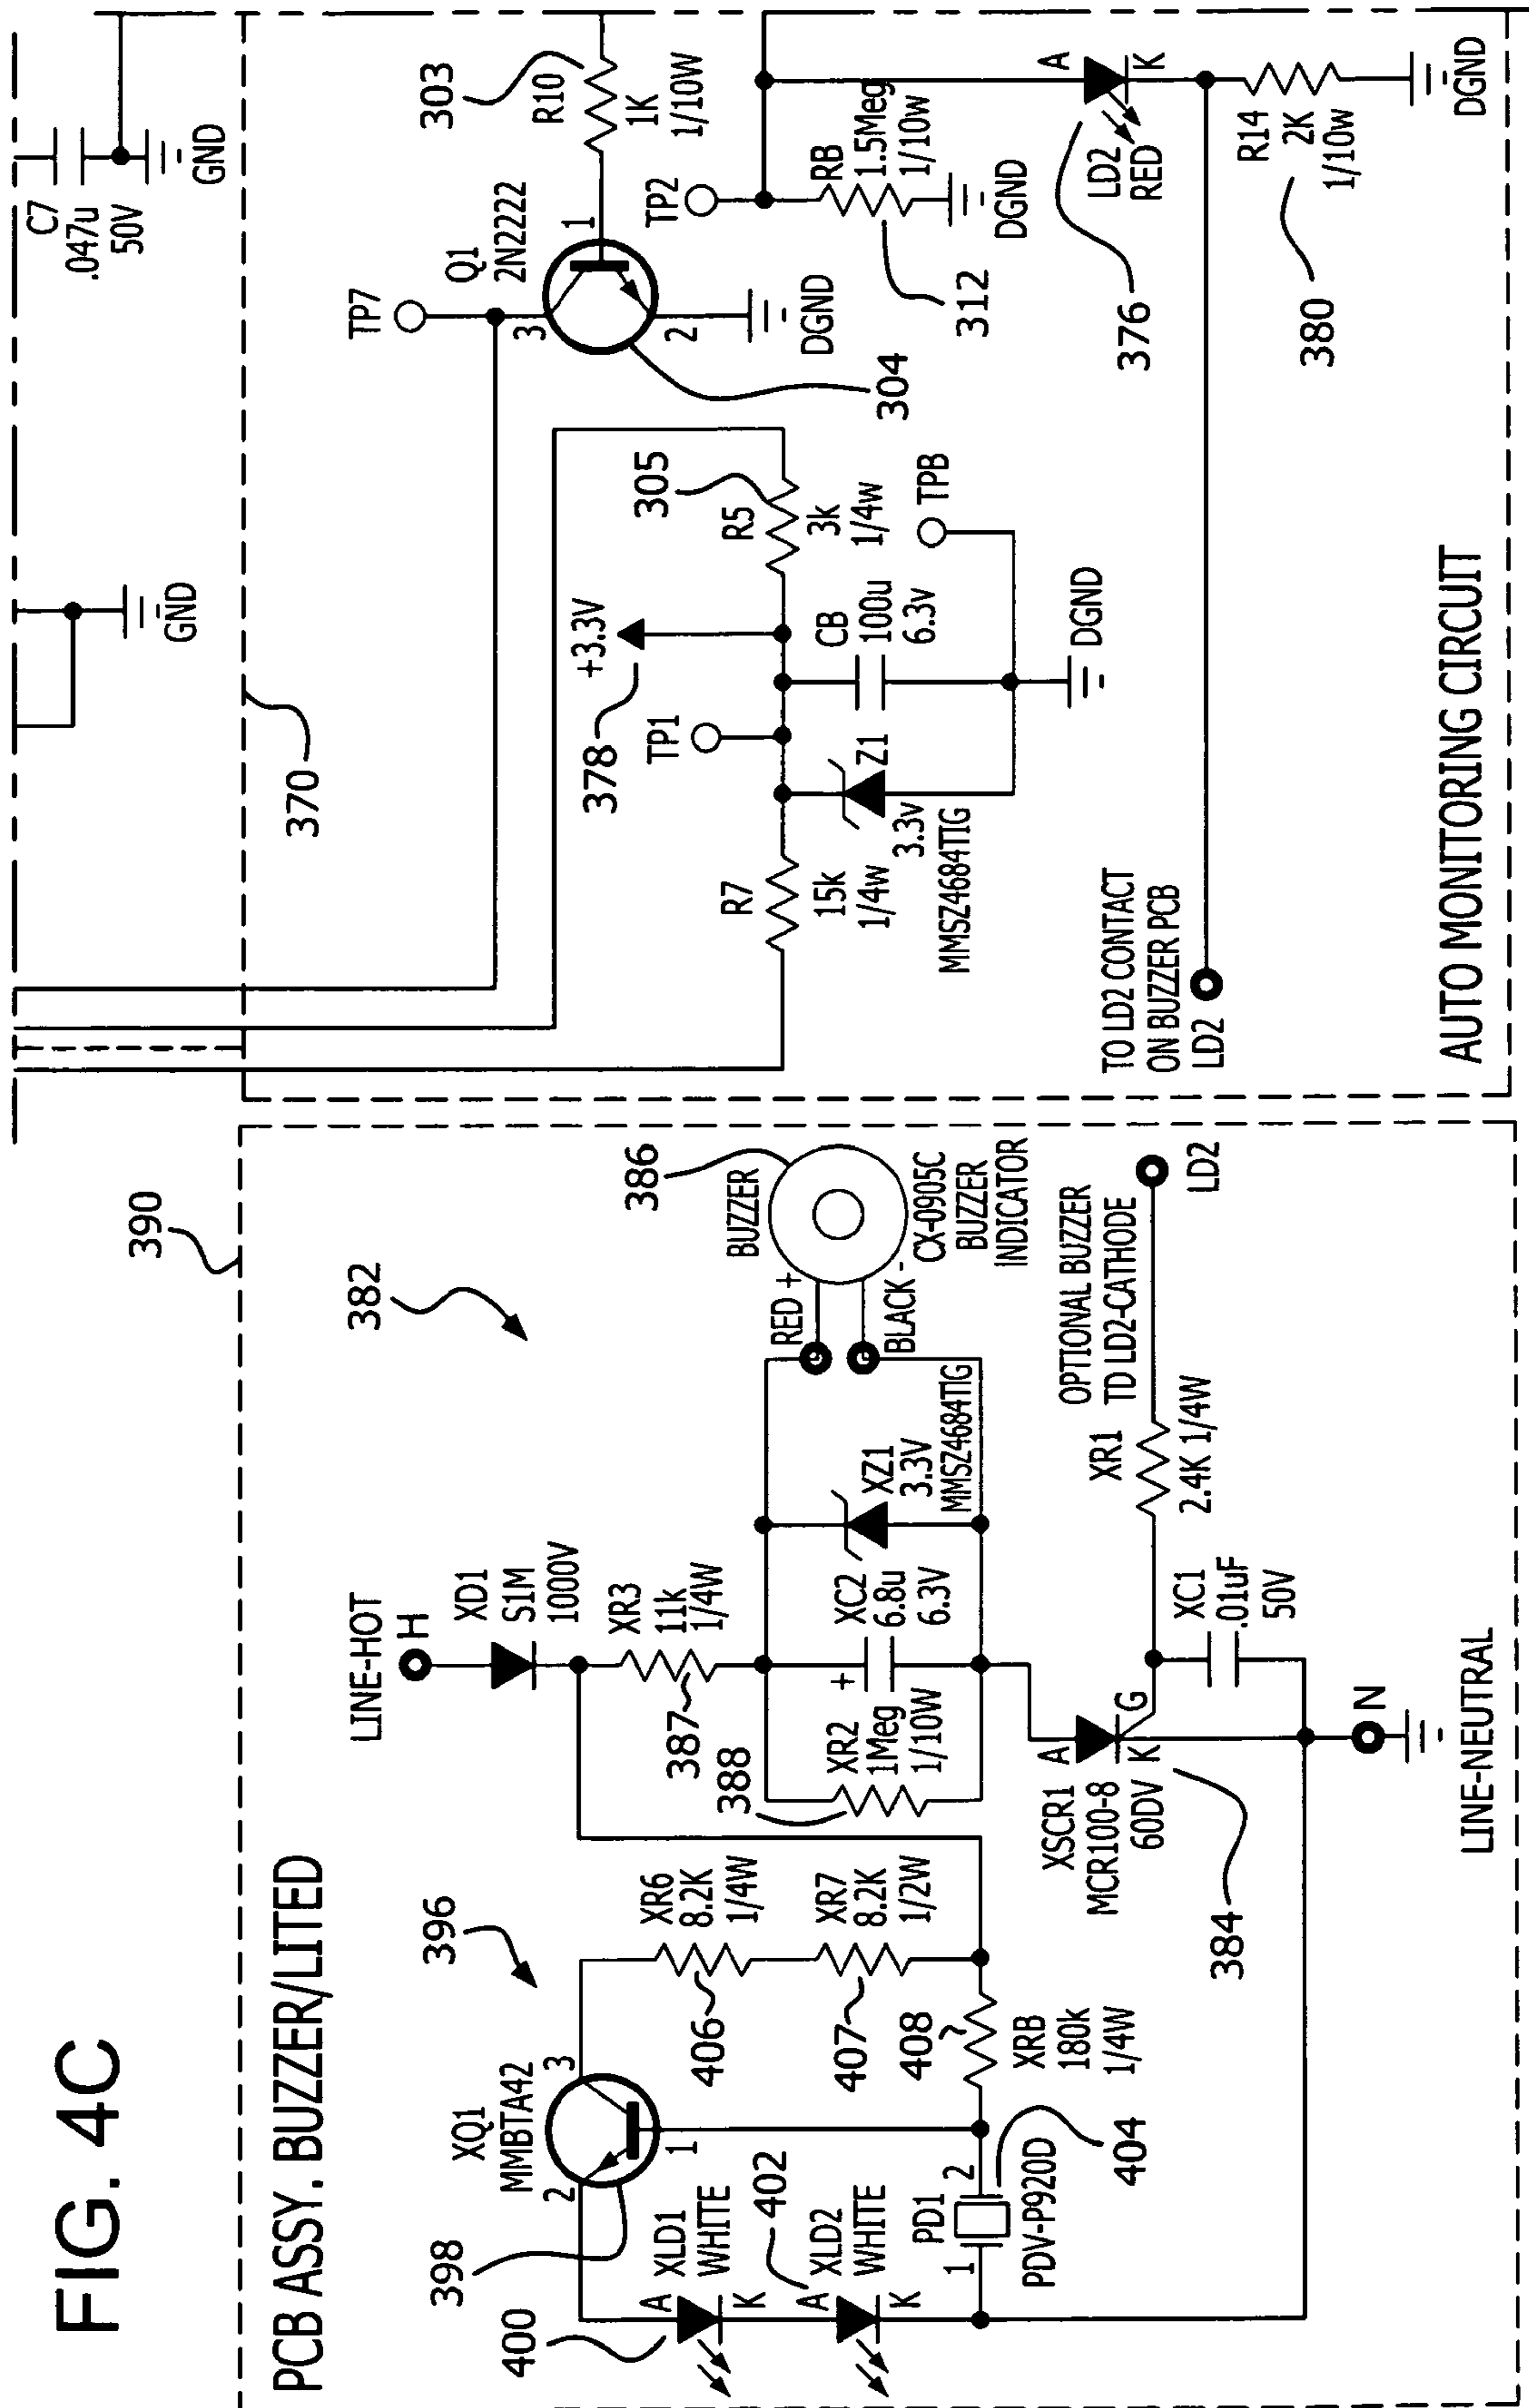 FIG. 4C
PCB ASSY. BUZZER/LITED
390
396
XQ1
MMBTA42
2
3
1
398
XR6
8.2K
1/4W
406
XR7
8.2K
1/2W
407
408
XRB
180k
1/4W
400
A
XLD1
WHITE
K
402
A
XLD2
WHITE
K
PD1
1
2
PDV-P920D
404
382
LINE-HOT
H
XD1
S1M
1000V
XR3
11k
1/4W
387
388
XR2
1Meg
1/10W
+
XC2
6.8u
6.3V
XZ1
3.3V
MMSZ4684TIG
RED +
BLACK -
BUZZER
386
CX-0905C
BUZZER
INDICATOR
OPTIONAL BUZZER
TD LD2-CATHODE
LD2
XR1
2.4K 1/4W
XSCR1
MCR100-8
60DV
A
K
G
384
XC1
.01uF
50V
N
LINE-NEUTRAL
C7
.047u
50V
GND
GND
370
303
R10
1K
1/10W
TP7
Q1
2N2222
3
1
2
DGND
304
305
R5
3k
1/4w
+3.3V
378
TP1
CB
100u
6.3v
TPB
Z1
3.3v
MMSZ4684TIG
DGND
R7
15k
1/4w
TP2
RB
1.5Meg
1/10w
DGND
312
A
K
LD2
RED
376
R14
2K
1/10w
DGND
380
TO LD2 CONTACT
ON BUZZER PCB
LD2
AUTO MONITORING CIRCUIT